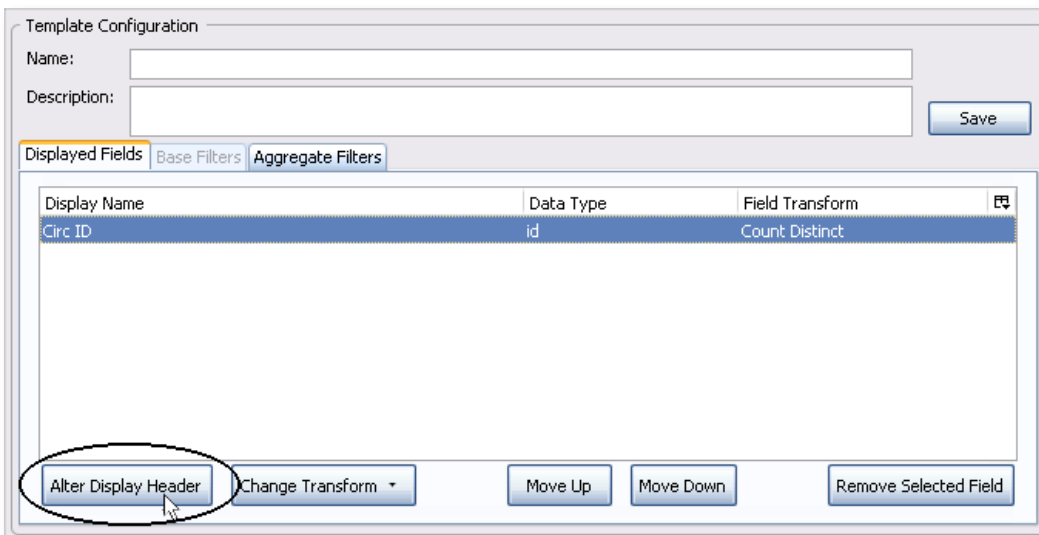 Template Configuration
Name:
Description:
Save
Displayed Fields Base Filters Aggregate Filters
Display Name Data Type Field Transform
Circ ID id Count Distinct
Alter Display Header Change Transform Move Up Move Down Remove Selected Field